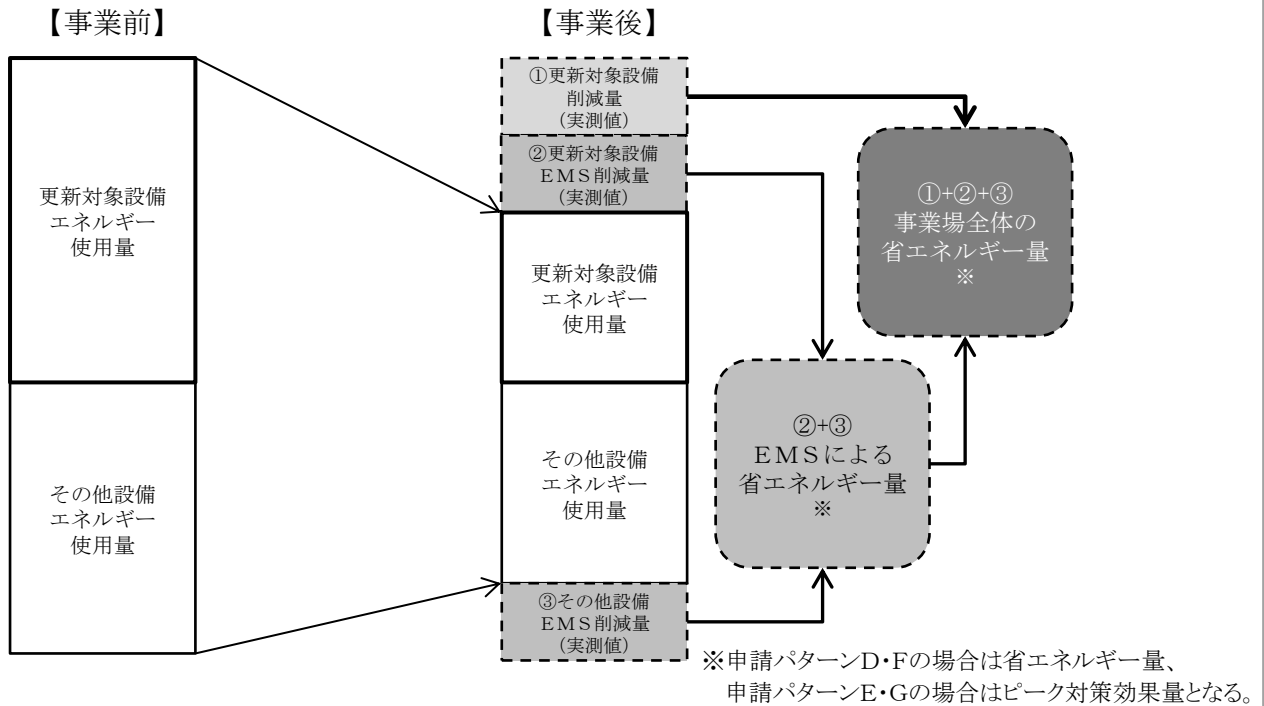 【事業前】
更新対象設備
エネルギー
使用量
その他設備
エネルギー
使用量
【事業後】
①更新対象設備
削減量
(実測値)
②更新対象設備
EMS削減量
(実測値)
更新対象設備
エネルギー
使用量
その他設備
エネルギー
使用量
③その他設備
EMS削減量
(実測値)
①+②+③
事業場全体の
省エネルギー量
※
②+③
EMSによる
省エネルギー量
※
※申請パターンD・Fの場合は省エネルギー量、
申請パターンE・Gの場合はピーク対策効果量となる。